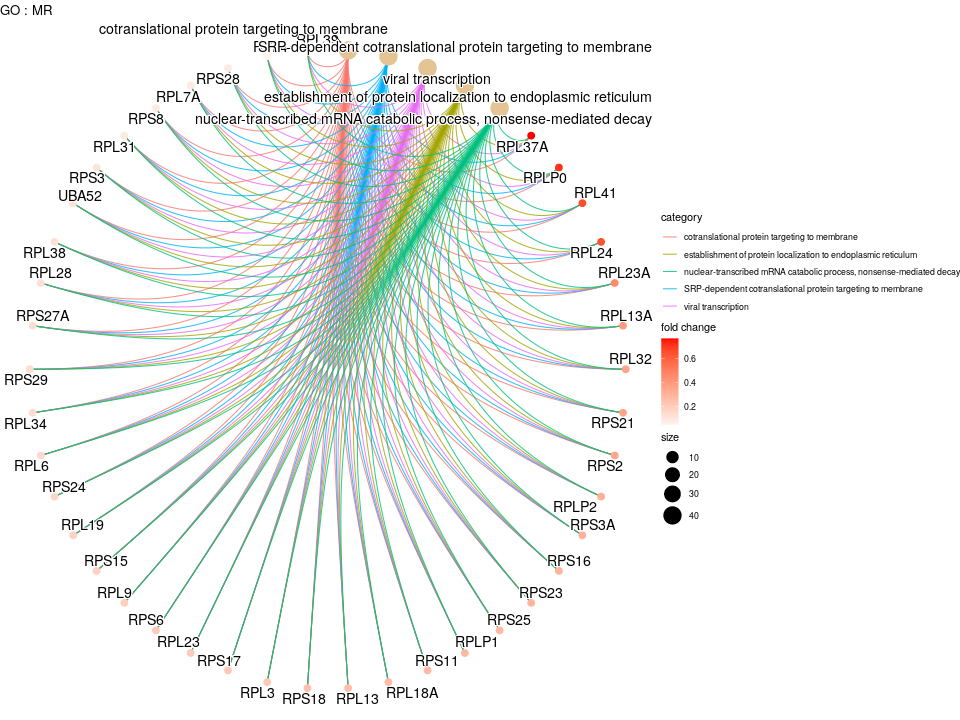 GO : MR
cotranslational protein targeting to membrane
RPL39
SRP-dependent cotranslational protein targeting to membrane
RPS28
viral transcription
RPL7A
establishment of protein localization to endoplasmic reticulum
RPS8
nuclear-transcribed mRNA catabolic process, nonsense-mediated decay
RPL31
RPL37A
RPS3
RPLP0
UBA52
RPL41
RPL38
RPL24
RPL28
RPL23A
RPS27A
RPL13A
RPS29
RPL32
RPL34
RPS21
RPL6
RPS2
RPS24
RPLP2
RPL19
RPS3A
RPS15
RPS16
RPL9
RPS23
RPS6
RPS25
RPL23
RPLP1
RPS17
RPS11
RPL3
RPS18
RPL13
RPL18A
category
cotranslational protein targeting to membrane
establishment of protein localization to endoplasmic reticulum
nuclear-transcribed mRNA catabolic process, nonsense-mediated decay
SRP-dependent cotranslational protein targeting to membrane
viral transcription
fold change
0.6
0.4
0.2
size
10
20
30
40